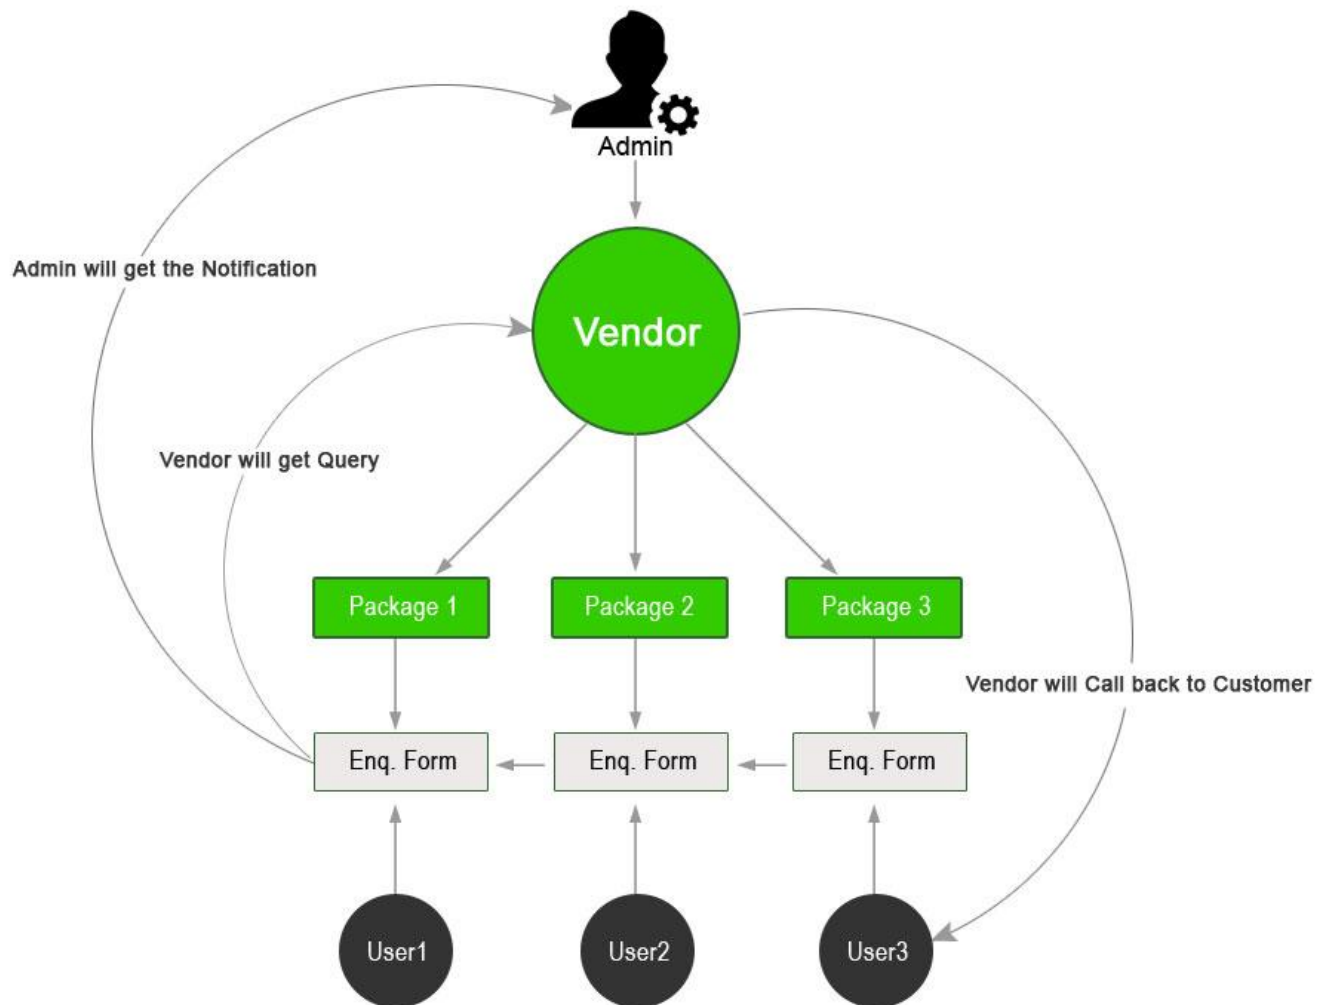 Admin
Admin will get the Notification
Vendor
Vendor will get Query
Package 1
Package 2
Package 3
Vendor will Call back to Customer
Enq. Form
Enq. Form
Enq. Form
User1
User2
User3